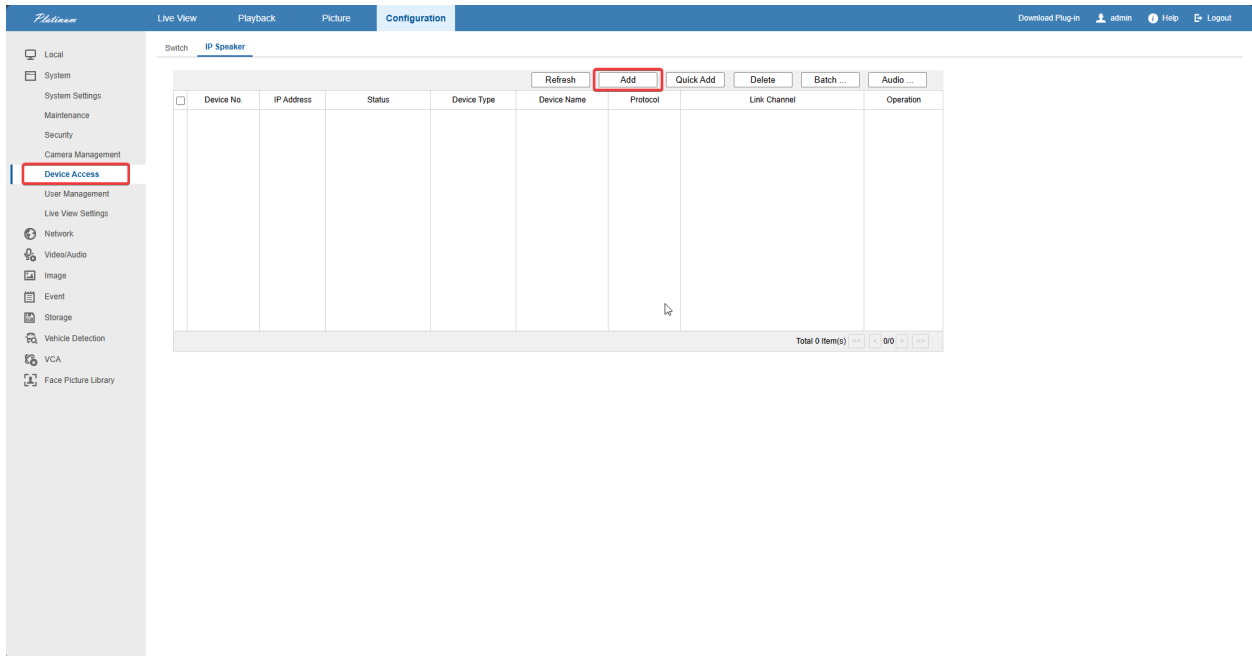 Platinum Live View Playback Picture Configuration Download Plug-in admin Help Logout
Local
System
System Settings
Maintenance
Security
Camera Management
Device Access
User Management
Live View Settings
Network
Video/Audio
Image
Event
Storage
Vehicle Detection
VCA
Face Picture Library
Switch IP Speaker
Refresh Add Quick Add Delete Batch ... Audio ...
Device No. IP Address Status Device Type Device Name Protocol Link Channel Operation
Total 0 Item(s) << < 0/0 > >>